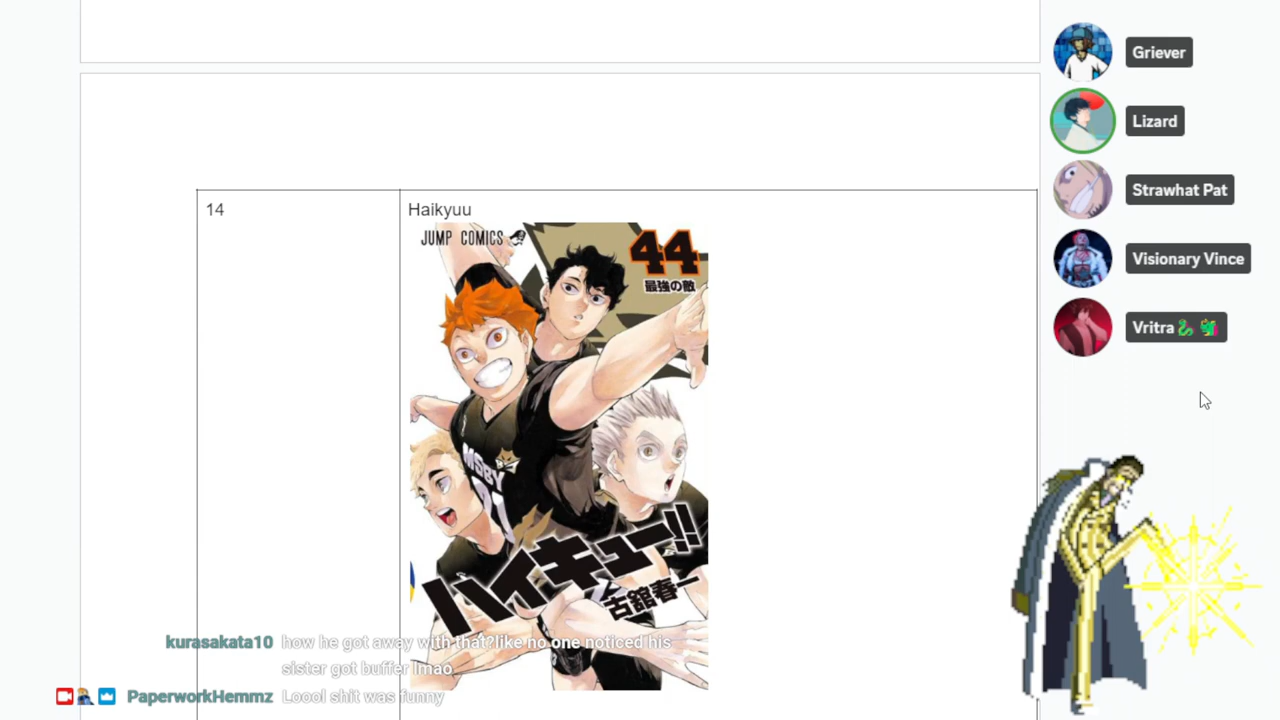 Griever
Lizard
Strawhat Pat
Visionary Vince
Vritra
14
Haikyuu
JUMP COMICS
44
最強の敵
MSBY
21
ハイキュー!!
古舘春一
kurasakata10 how he got away with that?like no one noticed his
sister got buffer lmao
PaperworkHemmz Loool shit was funny